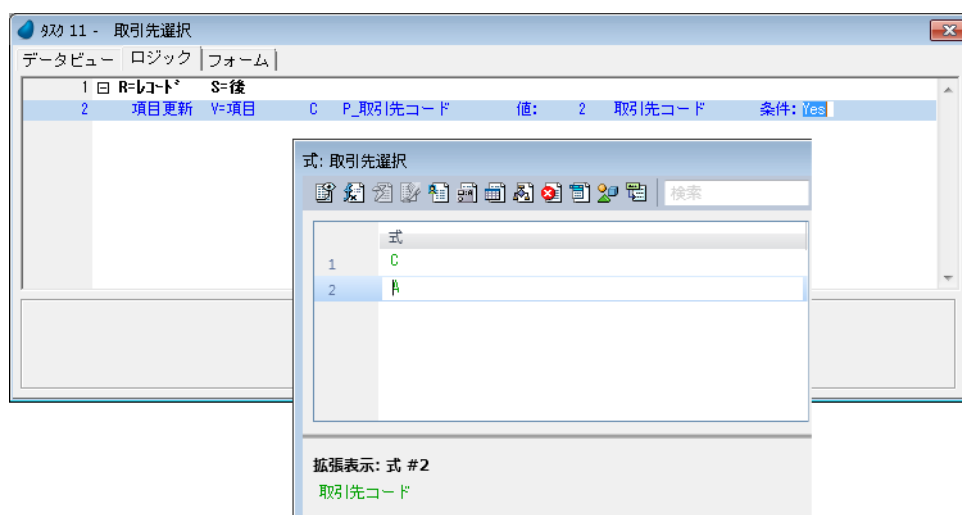 ﾀｽｸ 11 - 取引先選択
データビュー ロジック フォーム
1 R=ﾚｺｰﾄﾞ S=後
2 項目更新 V=項目 C P_取引先コード 値: 2 取引先コード 条件: Yes
式: 取引先選択
検索
式
1 C
2 A
拡張表示: 式 #2
取引先コード